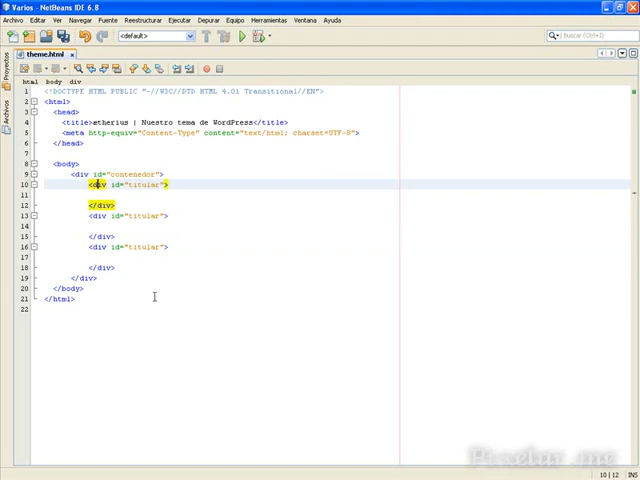 Varios - NetBeans IDE 6.8
Archivo Editar Ver Navegar Fuente Reestructurar Ejecutar Depurar Equipo Herramientas Ventana Ayuda
<default>
Buscar (Ctrl+I)
theme.html
html body div
Proyectos
Archivos
1 <!DOCTYPE HTML PUBLIC "-//W3C//DTD HTML 4.01 Transitional//EN">
2 <html>
3 <head>
4 <title>ætherius | Nuestro tema de WordPress</title>
5 <meta http-equiv="Content-Type" content="text/html; charset=UTF-8">
6 </head>
7
8 <body>
9 <div id="contenedor">
10 <div id="titular">
11
12 </div>
13 <div id="titular">
14
15 </div>
16 <div id="titular">
17
18 </div>
19 </div>
20 </body>
21 </html>
22
Pixelar.me
10 | 12 INS